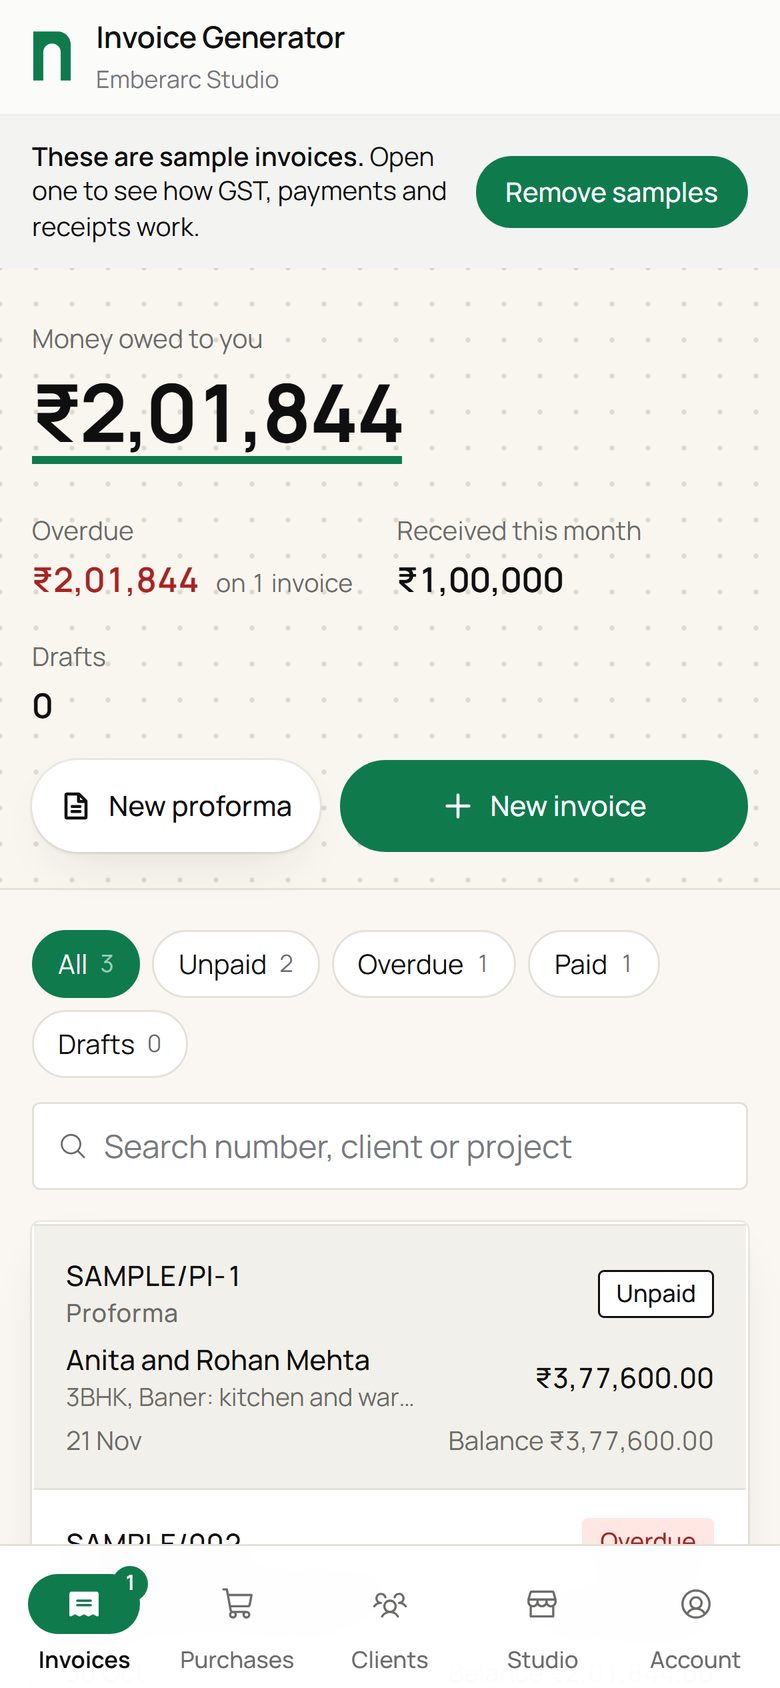 Invoice Generator
Emberarc Studio
These are sample invoices. Open
one to see how GST, payments and
receipts work.
Remove samples
Money owed to you
₹2,01,844
Overdue
₹2,01,844 on 1 invoice
Received this month
₹1,00,000
Drafts
0
New proforma
New invoice
All 3
Unpaid 2
Overdue 1
Paid 1
Drafts 0
Search number, client or project
SAMPLE/PI-1
Unpaid
Proforma
Anita and Rohan Mehta
₹3,77,600.00
3BHK, Baner: kitchen and war...
21 Nov
Balance ₹3,77,600.00
SAMPLE/002
Overdue
1
Invoices
Purchases
Clients
Studio
Account